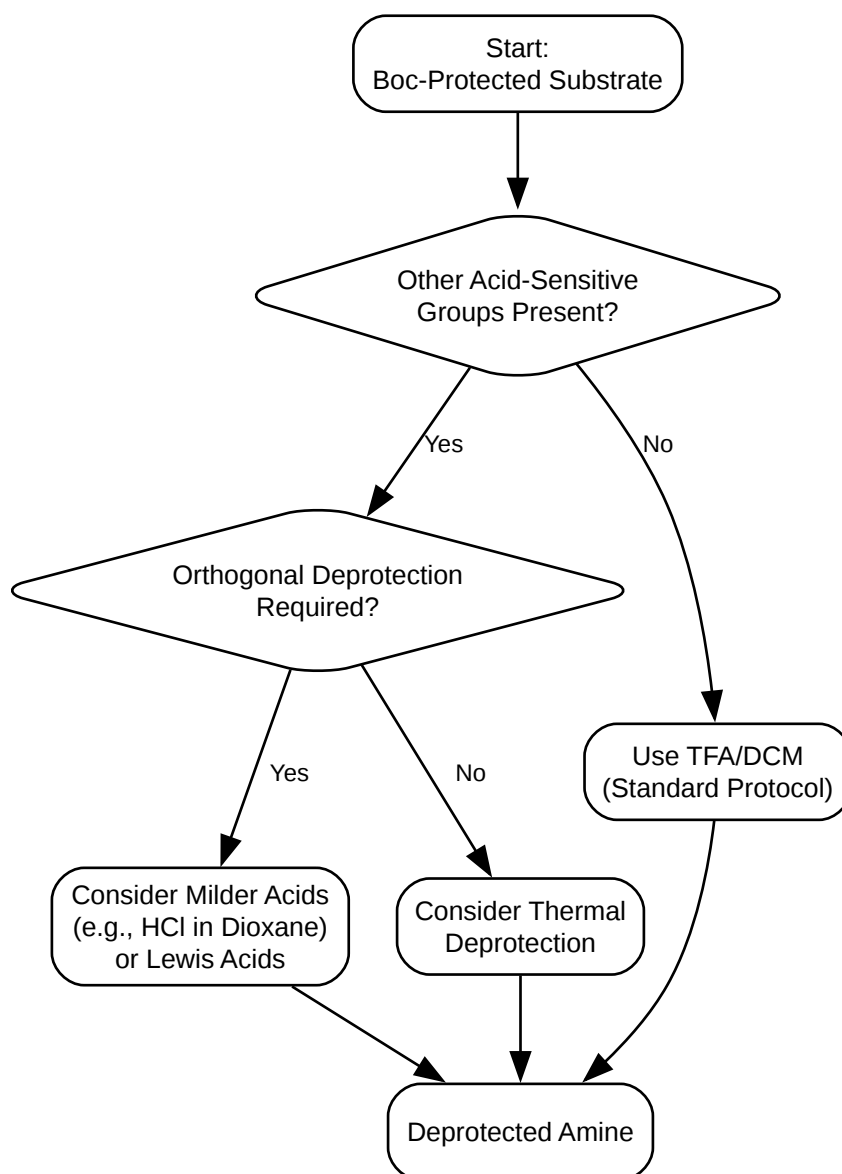 Start:
Boc-Protected Substrate
Other Acid-Sensitive
Groups Present?
Yes
No
Orthogonal Deprotection
Required?
Yes
No
Use TFA/DCM
(Standard Protocol)
Consider Milder Acids
(e.g., HCl in Dioxane)
or Lewis Acids
Consider Thermal
Deprotection
Deprotected Amine